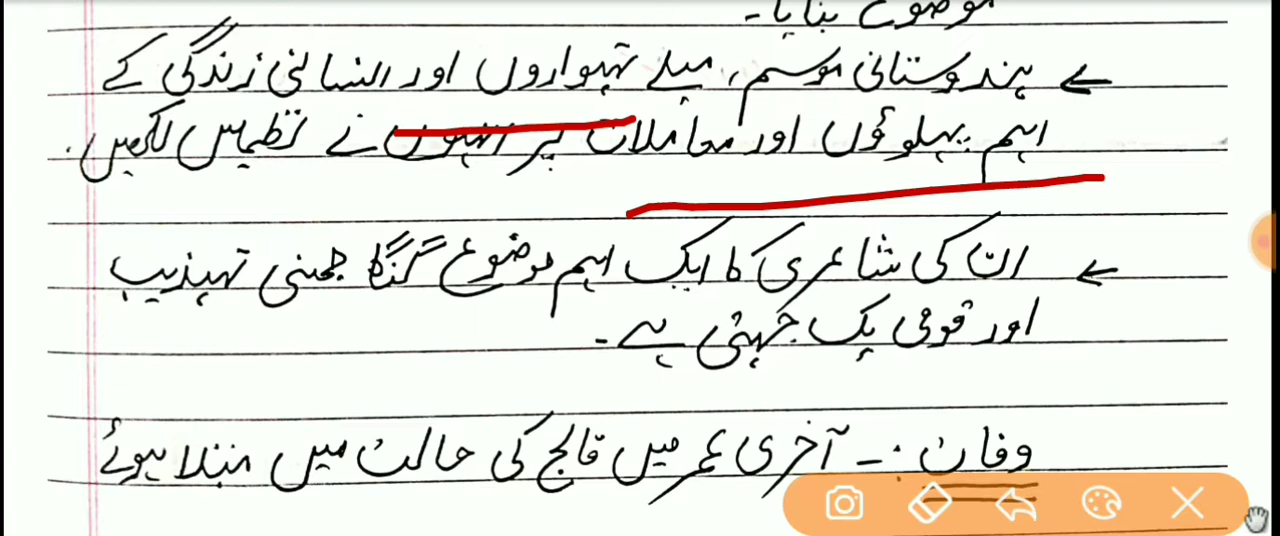 موضوع بنایا۔
ہندوستانی موسم، میلے تہواروں اور انسانی زندگی کے
اہم پہلوؤں اور معاملات پر انہوں نے نظمیں لکھیں.
ان کی شاعری کا ایک اہم موضوع گنگا جمنی تہذیب
اور قومی یک جہتی ہے۔
وفات :۔ آخری عمر میں فالج کی حالت میں مبتلا ہوئے